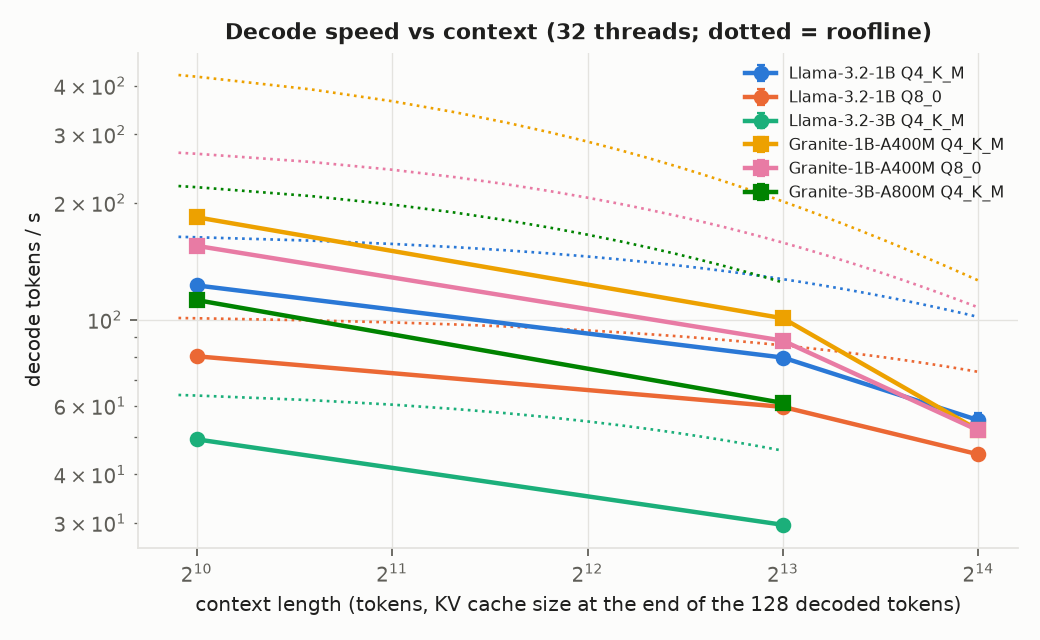 Decode speed vs context (32 threads; dotted = roofline)
Llama-3.2-1B Q4_K_M
Llama-3.2-1B Q8_0
Llama-3.2-3B Q4_K_M
Granite-1B-A400M Q4_K_M
Granite-1B-A400M Q8_0
Granite-3B-A800M Q4_K_M
decode tokens / s
4 × 10²
3 × 10²
2 × 10²
10²
6 × 10¹
4 × 10¹
3 × 10¹
2¹⁰ 2¹¹ 2¹² 2¹³ 2¹⁴
context length (tokens, KV cache size at the end of the 128 decoded tokens)